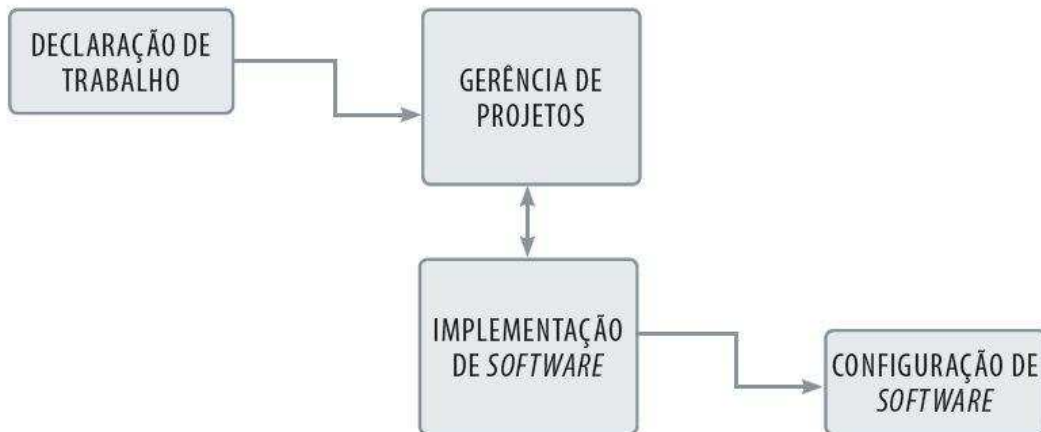 DECLARAÇÃO DE
TRABALHO
GERÊNCIA DE
PROJETOS
IMPLEMENTAÇÃO
DE SOFTWARE
CONFIGURAÇÃO DE
SOFTWARE